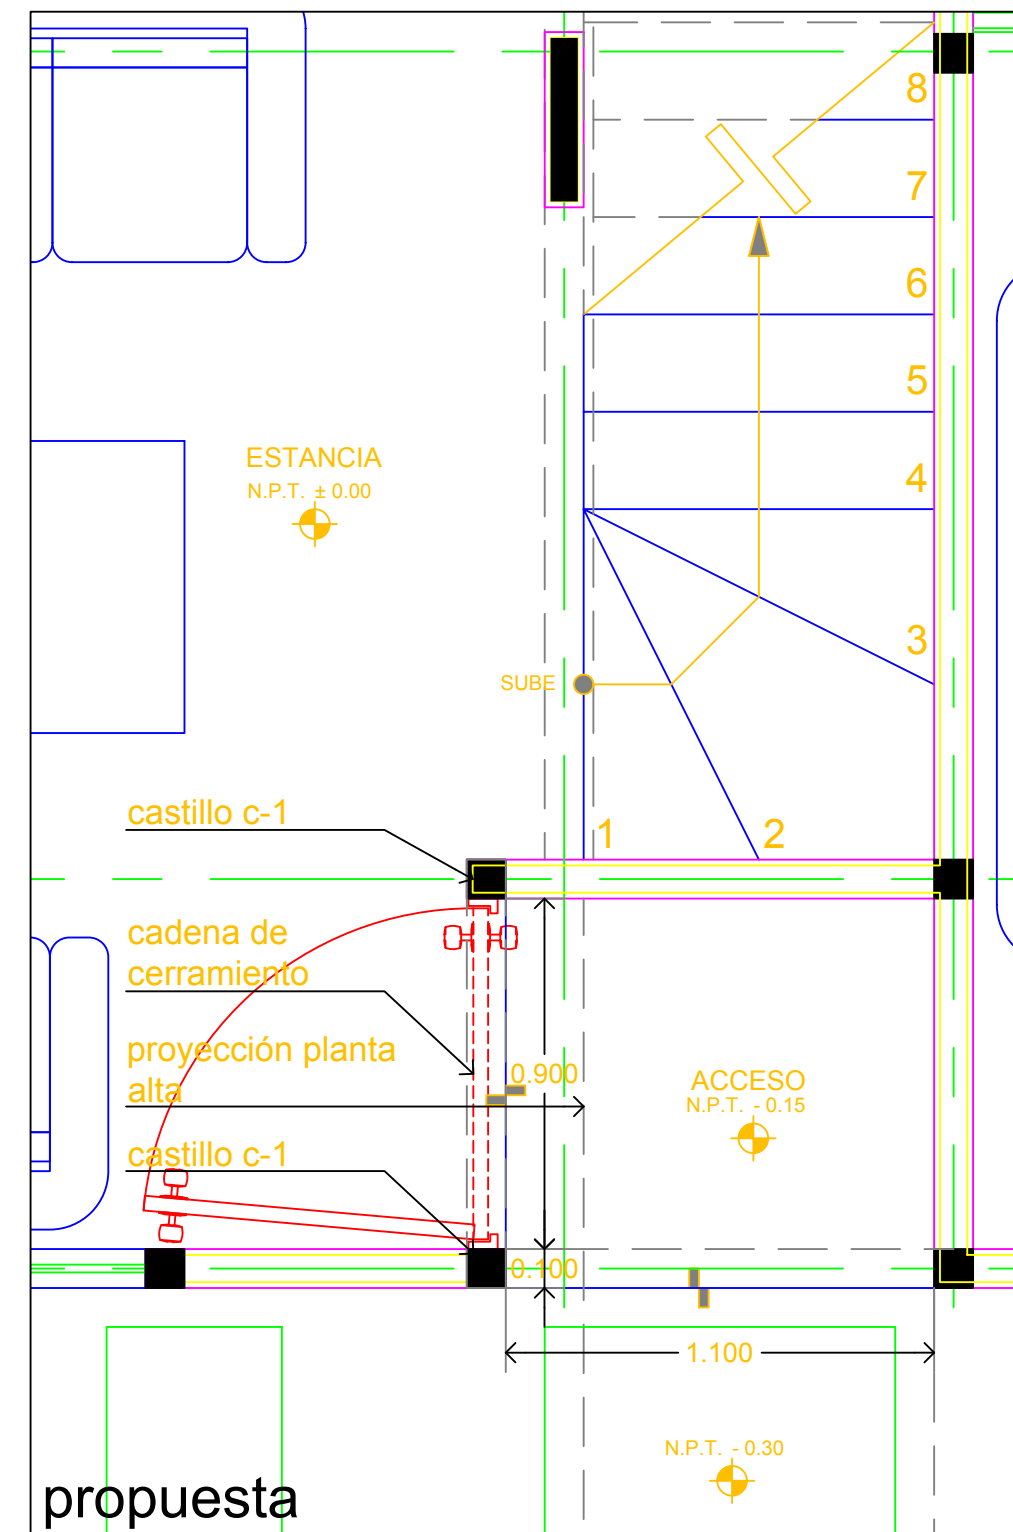 8
7
6
5
4
3
2
1
ESTANCIA
N.P.T. ± 0.00
SUBE
castillo c-1
cadena de
cerramiento
proyección planta
alta
castillo c-1
0.900
ACCESO
N.P.T. - 0.15
0.100
1.100
N.P.T. - 0.30
propuesta